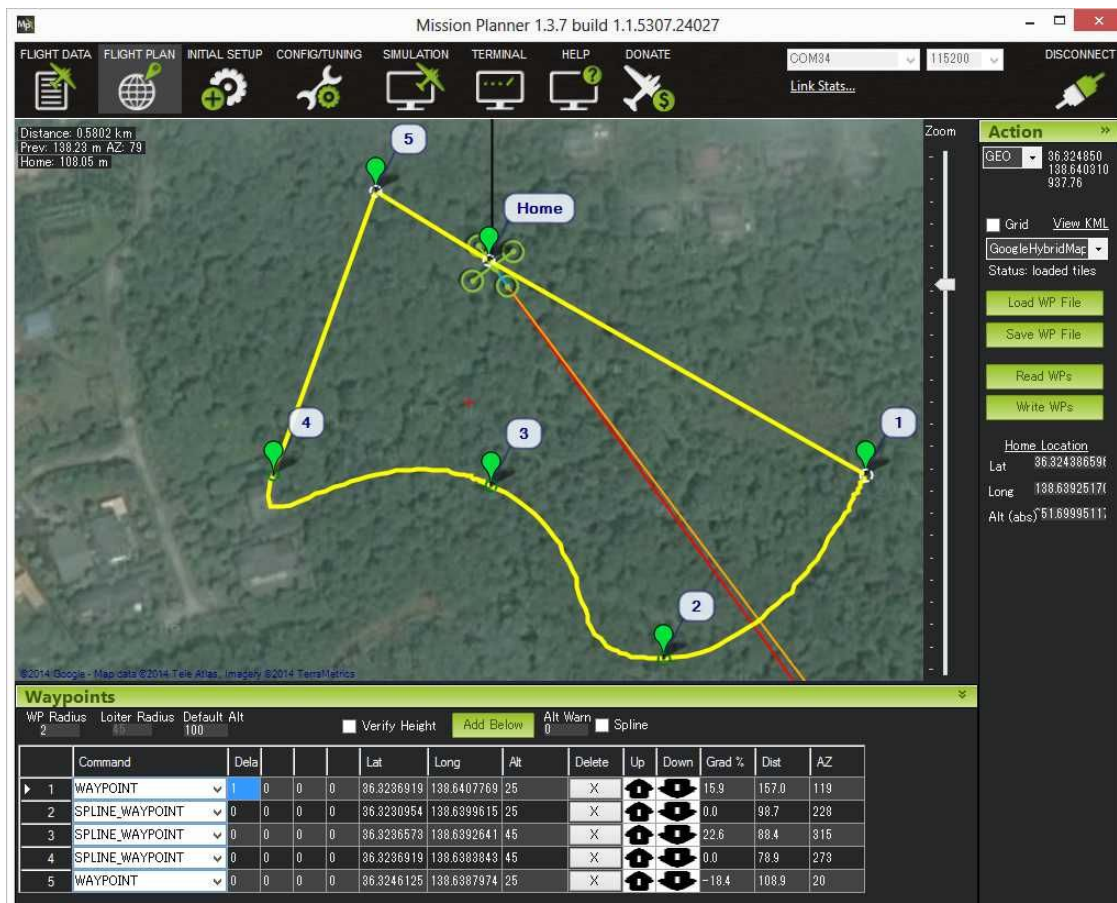 Mission Planner 1.3.7 build 1.1.5307.24027
FLIGHT DATA FLIGHT PLAN INITIAL SETUP CONFIG/TUNING SIMULATION TERMINAL HELP DONATE COM34 115200 DISCONNECT
Link Stats...
Distance: 0.5802 km
Prev: 138.23 m AZ: 79
Home: 108.05 m
5
Home
4
3
1
2
©2014 Google - Map data ©2014 Tele Atlas, Imagery ©2014 TerraMetrics
Zoom
Action »
GEO 36.324850
138.640310
937.76
Grid View KML
GoogleHybridMap
Status: loaded tiles
Load WP File
Save WP File
Read WPs
Write WPs
Home Location
Lat 36.3243865
Long 138.6392517
Alt (abs) 51.6999511
Waypoints
WP Radius Loiter Radius Default Alt Alt Warn
2 45 100 Verify Height Add Below 0 Spline
Command Dela Lat Long Alt Delete Up Down Grad % Dist AZ
1 WAYPOINT 1 0 0 0 36.3236919 138.6407769 25 X 15.9 157.0 119
2 SPLINE_WAYPOINT 0 0 0 0 36.3230954 138.6399615 25 X 0.0 98.7 228
3 SPLINE_WAYPOINT 0 0 0 0 36.3236573 138.6392641 45 X 22.6 88.4 315
4 SPLINE_WAYPOINT 0 0 0 0 36.3236919 138.6383843 45 X 0.0 78.9 273
5 WAYPOINT 0 0 0 0 36.3246125 138.6387974 25 X -18.4 108.9 20